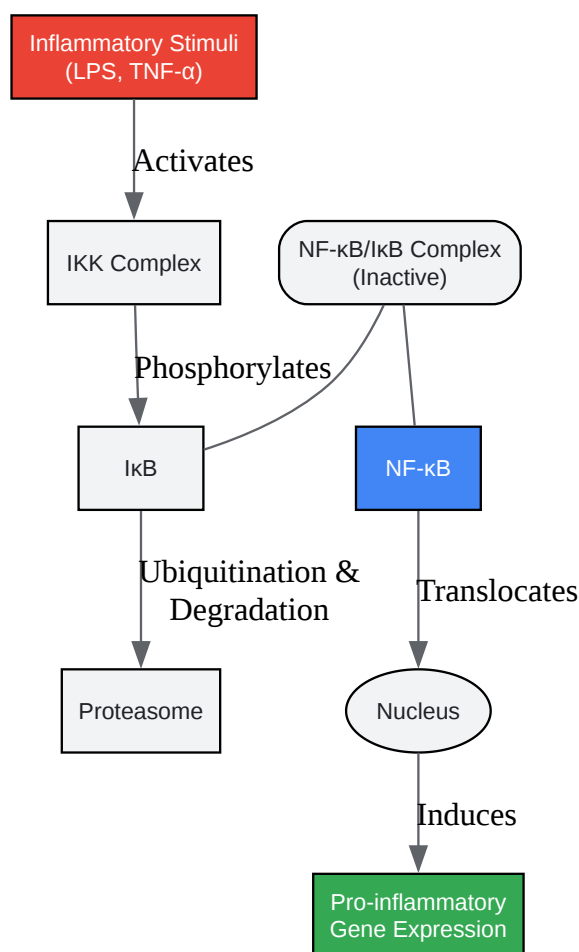 Inflammatory Stimuli
(LPS, TNF-α)
Activates
IKK Complex
NF-κB/IκB Complex
(Inactive)
Phosphorylates
IκB
NF-κB
Ubiquitination &
Degradation
Translocates
Proteasome
Nucleus
Induces
Pro-inflammatory
Gene Expression